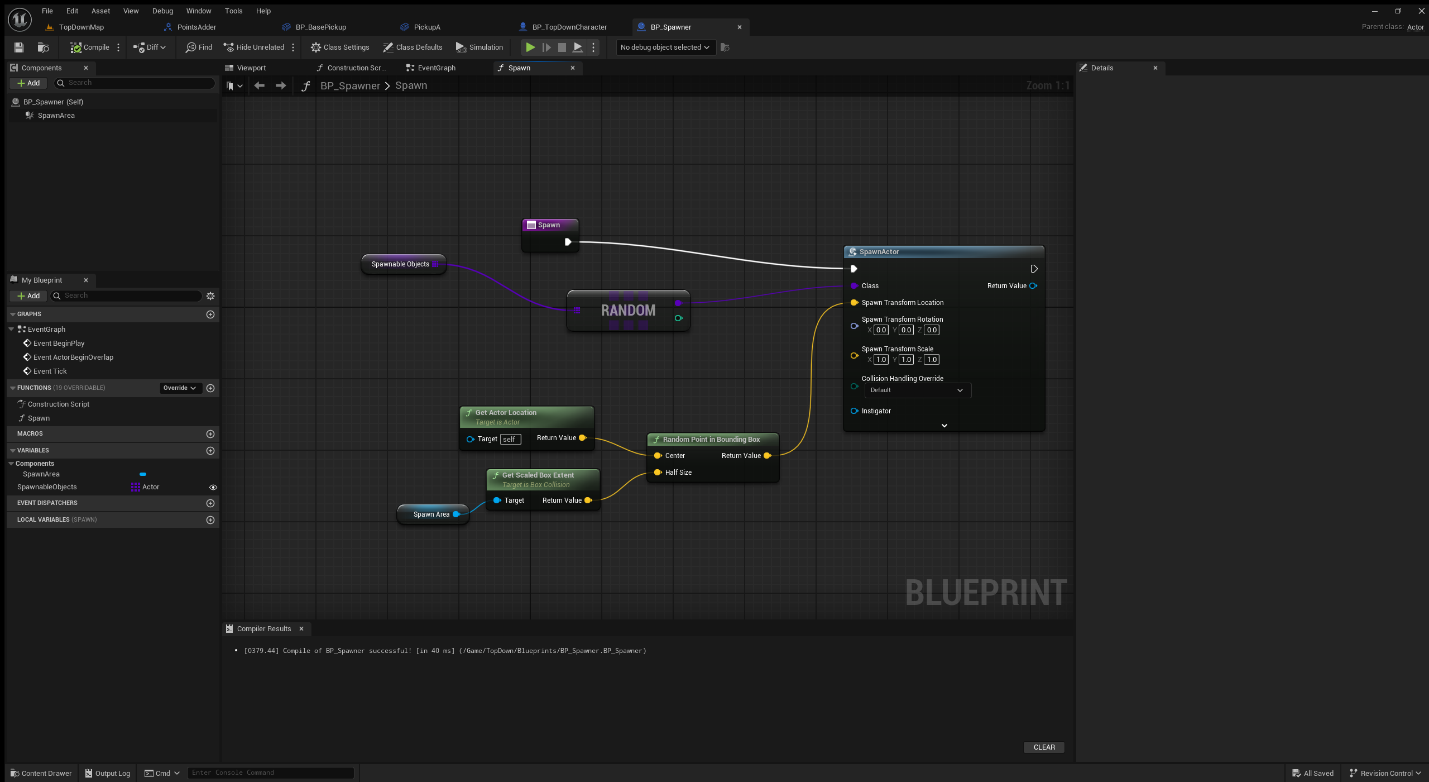 File Edit Asset View Debug Window Tools Help
TopDownMap PointsAdder BP_BasePickup PickupA BP_TopDownCharacter BP_Spawner Parent class: Actor
Compile Diff Find Hide Unrelated Class Settings Class Defaults Simulation No debug object selected
Components
Add Search
BP_Spawner (Self)
SpawnArea
Viewport Construction Scr... EventGraph Spawn
BP_Spawner > Spawn Zoom 1:1
Details
Spawn
Spawnable Objects
RANDOM
SpawnActor
Class Return Value
Spawn Transform Location
Spawn Transform Rotation
X 0.0 Y 0.0 Z 0.0
Spawn Transform Scale
X 1.0 Y 1.0 Z 1.0
Collision Handling Override
Default
Instigator
Get Actor Location
Target is Actor
Target self Return Value
Random Point in Bounding Box
Center Return Value
Half Size
Get Scaled Box Extent
Target is Box Collision
Target Return Value
Spawn Area
BLUEPRINT
My Blueprint
Add Search
GRAPHS
EventGraph
Event BeginPlay
Event ActorBeginOverlap
Event Tick
FUNCTIONS (19 OVERRIDABLE) Override
Construction Script
Spawn
MACROS
VARIABLES
Components
SpawnArea
SpawnableObjects Actor
EVENT DISPATCHERS
LOCAL VARIABLES (SPAWN)
Compiler Results
[0379.44] Compile of BP_Spawner successful! [in 40 ms] (/Game/TopDown/Blueprints/BP_Spawner.BP_Spawner)
CLEAR
Content Drawer Output Log Cmd Enter Console Command All Saved Revision Control